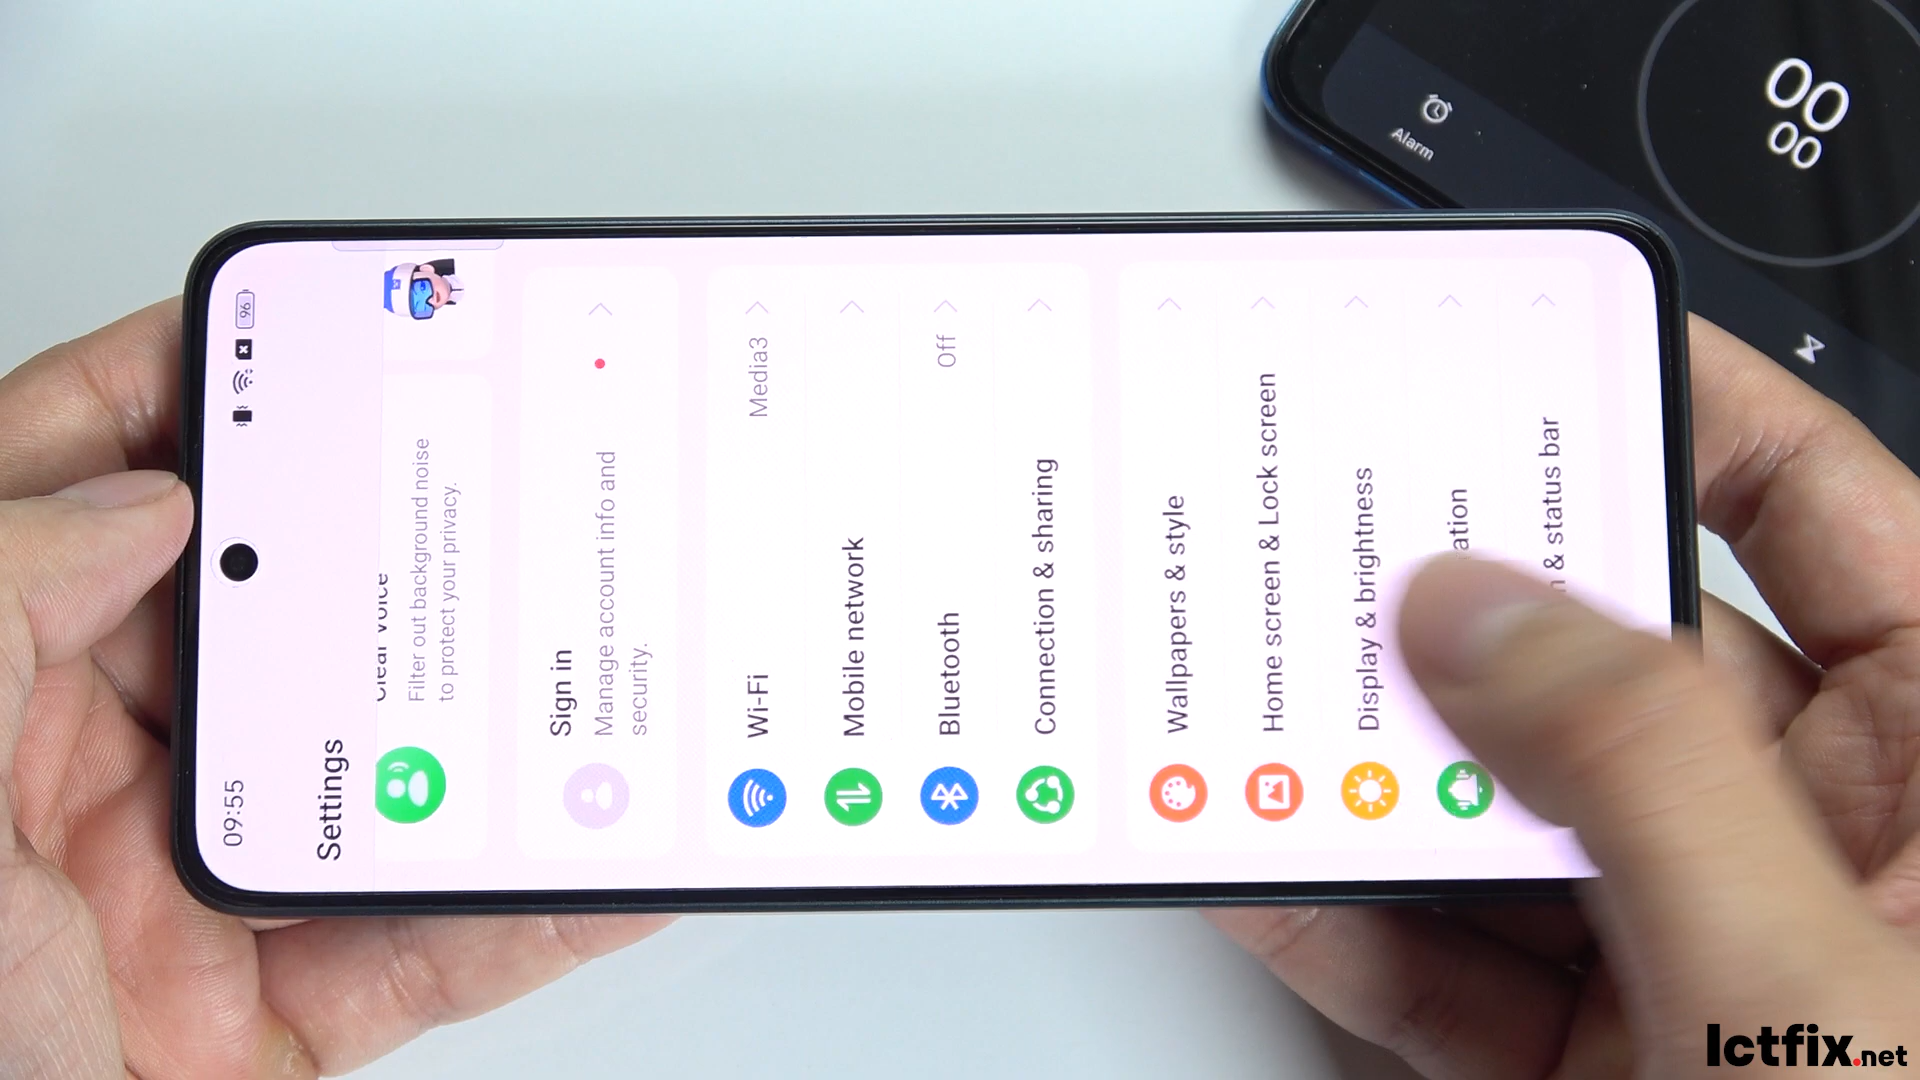 09:55
96
Settings
Clear voice
Filter out background noise
to protect your privacy.
Sign in
Manage account info and
security.
Wi-Fi
Media3
Mobile network
Bluetooth
Off
Connection & sharing
Wallpapers & style
Home screen & Lock screen
Display & brightness
& status bar
Alarm
00
00
Ictfix.net